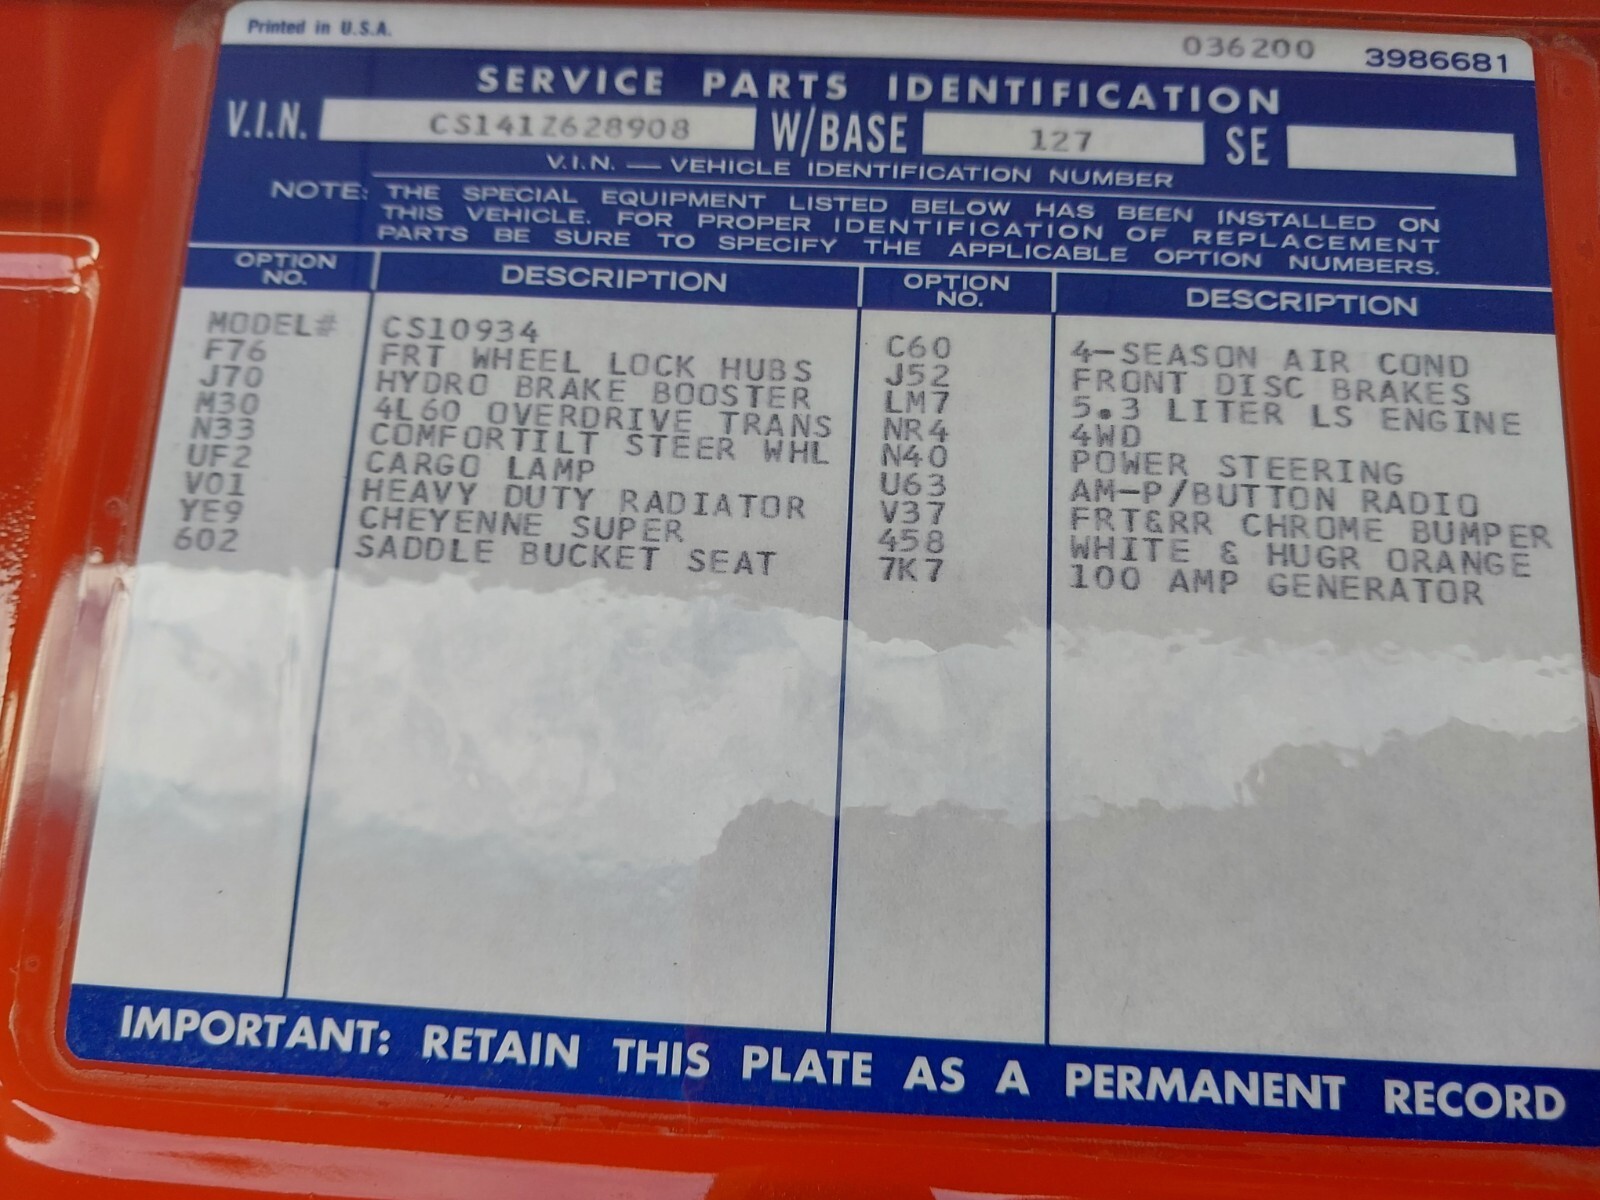 Printed in U.S.A.
036200 3986681
SERVICE PARTS IDENTIFICATION
V.I.N. CS141Z628908 W/BASE 127 SE
V.I.N. — VEHICLE IDENTIFICATION NUMBER
NOTE: THE SPECIAL EQUIPMENT LISTED BELOW HAS BEEN INSTALLED ON
THIS VEHICLE. FOR PROPER IDENTIFICATION OF REPLACEMENT
PARTS BE SURE TO SPECIFY THE APPLICABLE OPTION NUMBERS.
OPTION NO. DESCRIPTION OPTION NO. DESCRIPTION
MODEL# CS10934
F76 FRT WHEEL LOCK HUBS
J70 HYDRO BRAKE BOOSTER
M30 4L60 OVERDRIVE TRANS
N33 COMFORTILT STEER WHL
UF2 CARGO LAMP
V01 HEAVY DUTY RADIATOR
YE9 CHEYENNE SUPER
602 SADDLE BUCKET SEAT
C60 4-SEASON AIR COND
J52 FRONT DISC BRAKES
LM7 5.3 LITER LS ENGINE
NR4 4WD
N40 POWER STEERING
U63 AM-P/BUTTON RADIO
V37 FRT&RR CHROME BUMPER
458 WHITE & HUGR ORANGE
7K7 100 AMP GENERATOR
IMPORTANT: RETAIN THIS PLATE AS A PERMANENT RECORD